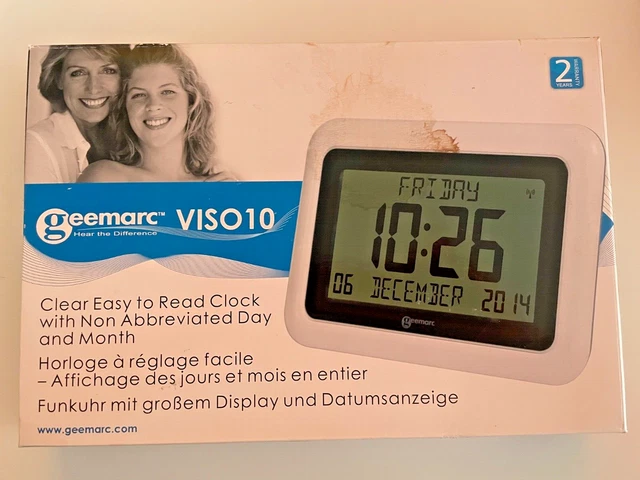 2
YEARS
WARRANTY
geemarc™ VISO10
Hear the Difference
FRIDAY
10:26
06 DECEMBER 2014
geemarc
Clear Easy to Read Clock
with Non Abbreviated Day
and Month
Horloge à réglage facile
– Affichage des jours et mois en entier
Funkuhr mit großem Display und Datumsanzeige
www.geemarc.com